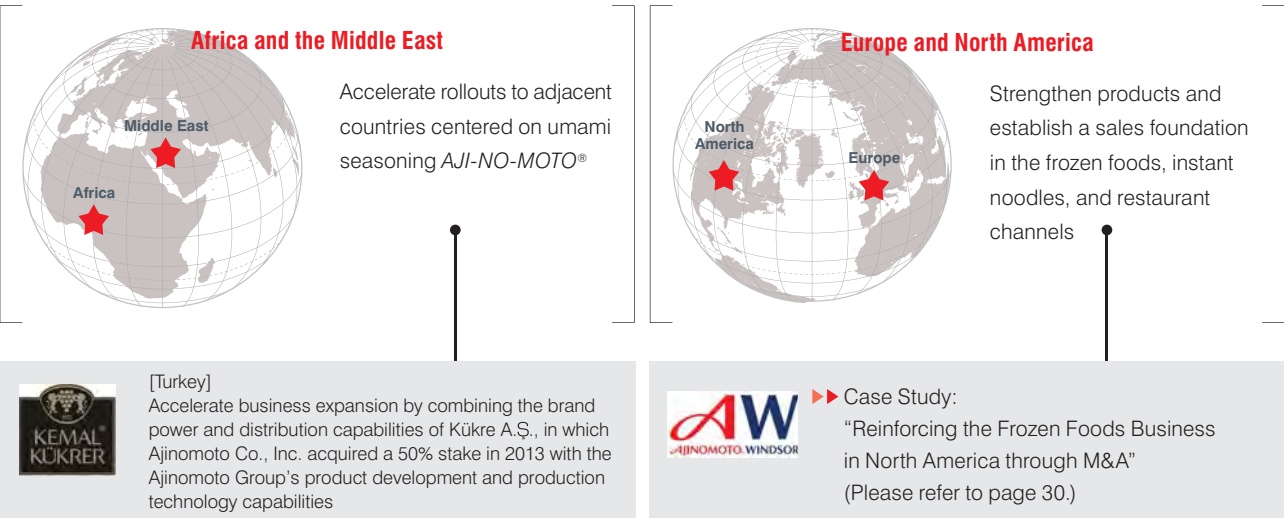 Africa and the Middle East
Middle East
Africa
Accelerate rollouts to adjacent
countries centered on umami
seasoning AJI-NO-MOTO®
Europe and North America
North
America
Europe
Strengthen products and
establish a sales foundation
in the frozen foods, instant
noodles, and restaurant
channels
KEMAL
KÜKRER
[Turkey]
Accelerate business expansion by combining the brand
power and distribution capabilities of Kükre A.Ş., in which
Ajinomoto Co., Inc. acquired a 50% stake in 2013 with the
Ajinomoto Group’s product development and production
technology capabilities
AW
AJINOMOTO WINDSOR
Case Study:
“Reinforcing the Frozen Foods Business
in North America through M&A”
(Please refer to page 30.)